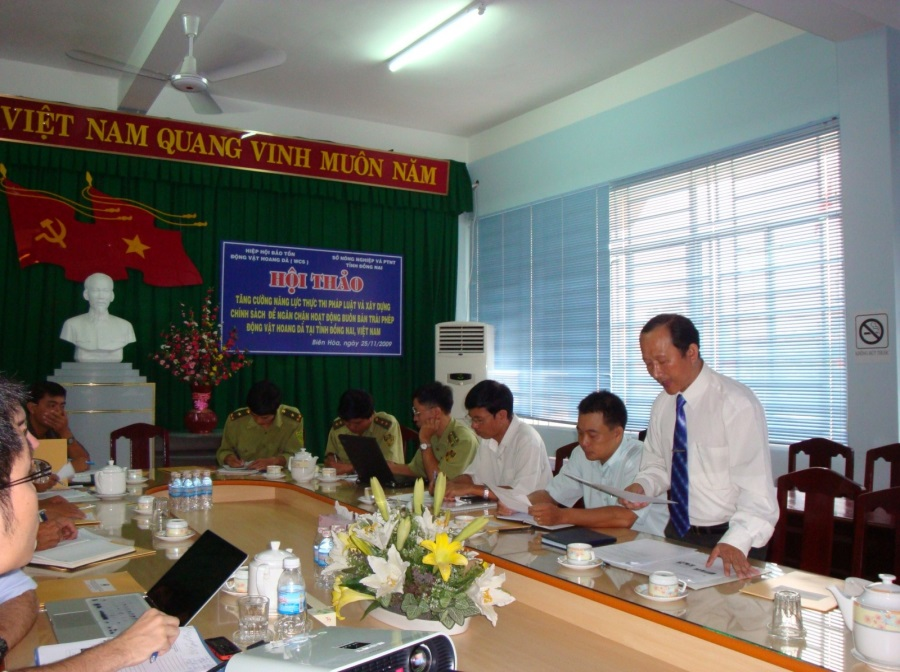 VIỆT NAM QUANG VINH MUÔN NĂM
HIỆP HỘI BẢO TỒN
ĐỘNG VẬT HOANG DÃ (WCS)
SỞ NÔNG NGHIỆP VÀ PTNT
TỈNH ĐỒNG NAI
HỘI THẢO
TĂNG CƯỜNG NĂNG LỰC THỰC THI PHÁP LUẬT VÀ XÂY DỰNG
CHÍNH SÁCH ĐỂ NGĂN CHẶN HOẠT ĐỘNG BUÔN BÁN TRÁI PHÉP
ĐỘNG VẬT HOANG DÃ TẠI TỈNH ĐỒNG NAI, VIỆT NAM
Biên Hòa, ngày 25/11/2009